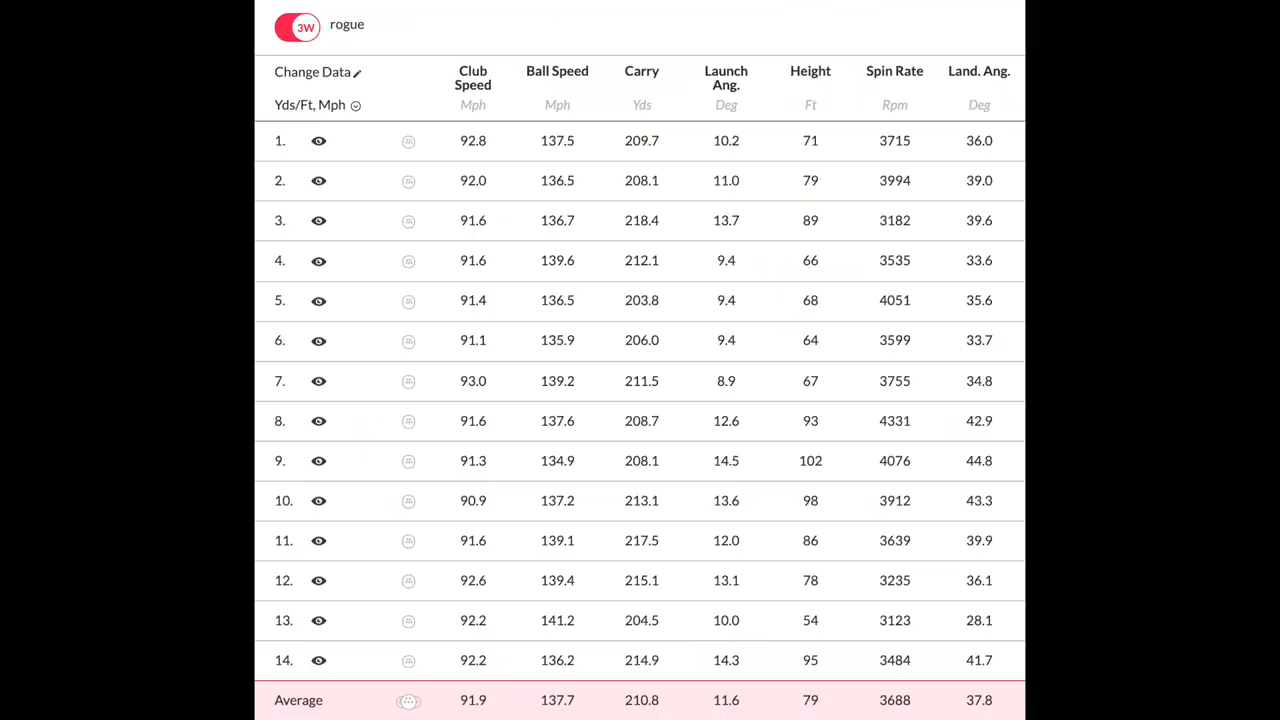 3W rogue
Change Data Club Speed Ball Speed Carry Launch Ang. Height Spin Rate Land. Ang.
Yds/Ft, Mph Mph Mph Yds Deg Ft Rpm Deg
1. 92.8 137.5 209.7 10.2 71 3715 36.0
2. 92.0 136.5 208.1 11.0 79 3994 39.0
3. 91.6 136.7 218.4 13.7 89 3182 39.6
4. 91.6 139.6 212.1 9.4 66 3535 33.6
5. 91.4 136.5 203.8 9.4 68 4051 35.6
6. 91.1 135.9 206.0 9.4 64 3599 33.7
7. 93.0 139.2 211.5 8.9 67 3755 34.8
8. 91.6 137.6 208.7 12.6 93 4331 42.9
9. 91.3 134.9 208.1 14.5 102 4076 44.8
10. 90.9 137.2 213.1 13.6 98 3912 43.3
11. 91.6 139.1 217.5 12.0 86 3639 39.9
12. 92.6 139.4 215.1 13.1 78 3235 36.1
13. 92.2 141.2 204.5 10.0 54 3123 28.1
14. 92.2 136.2 214.9 14.3 95 3484 41.7
Average 91.9 137.7 210.8 11.6 79 3688 37.8